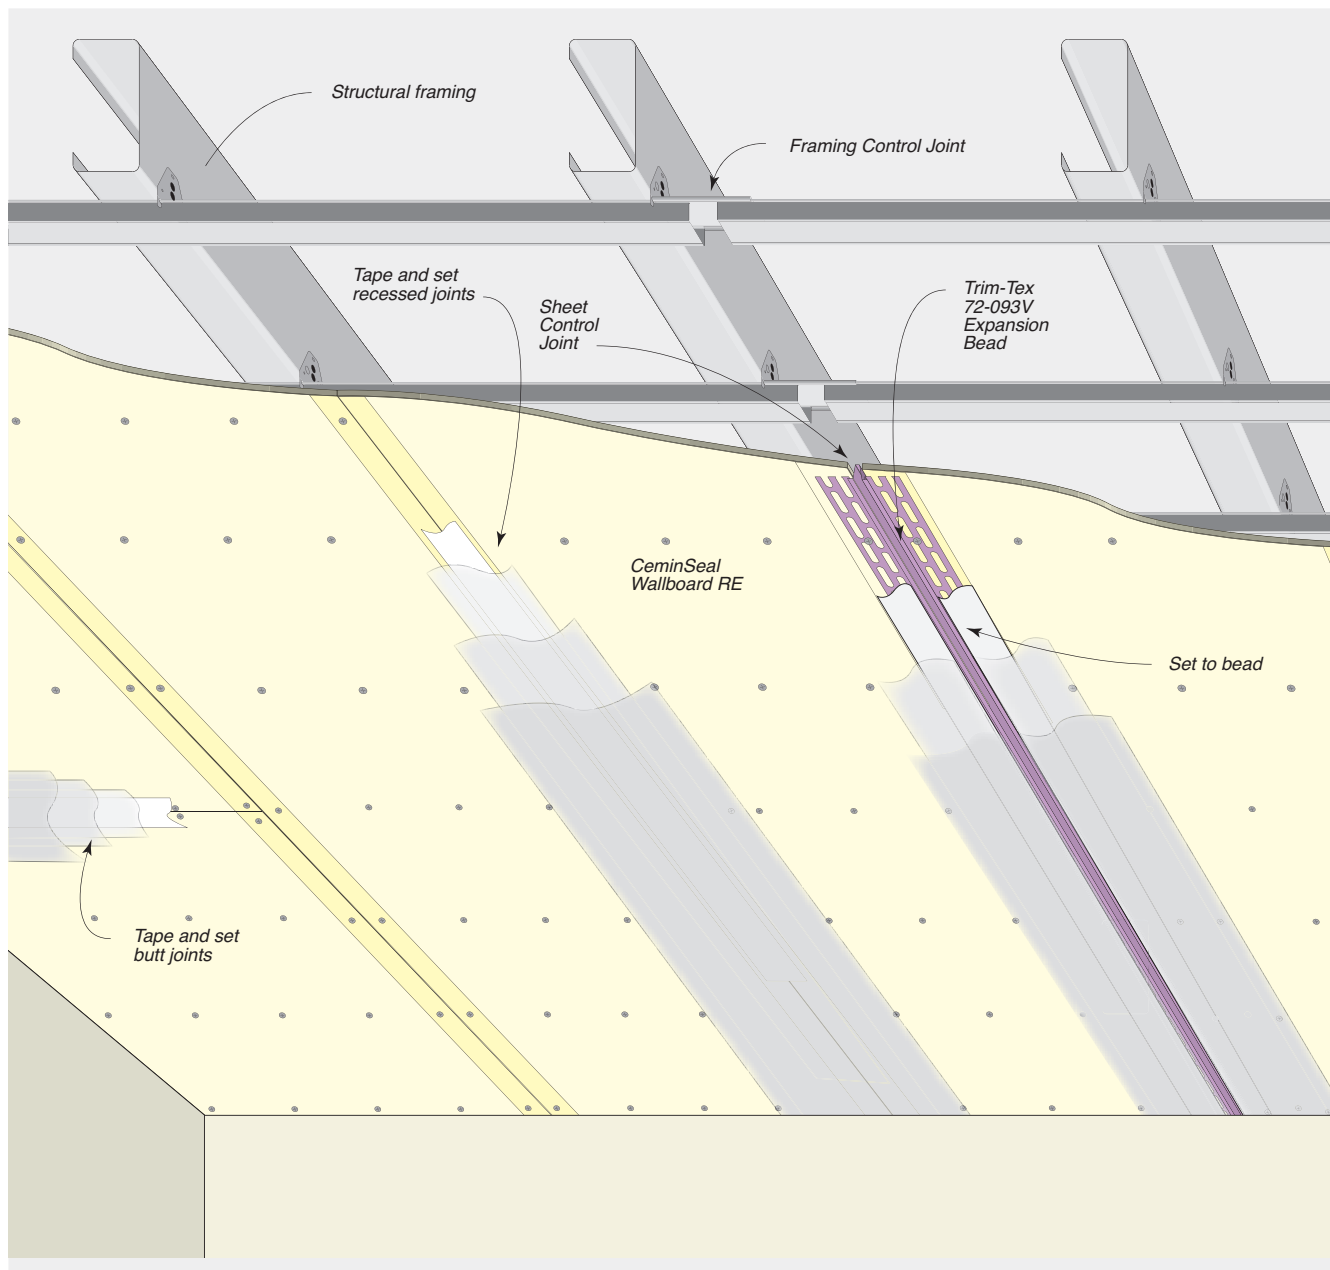 Structural framing
Framing Control Joint
Tape and set
recessed joints
Sheet
Control
Joint
Trim-Tex
72-093V
Expansion
Bead
CeminSeal
Wallboard RE
Set to bead
Tape and set
butt joints